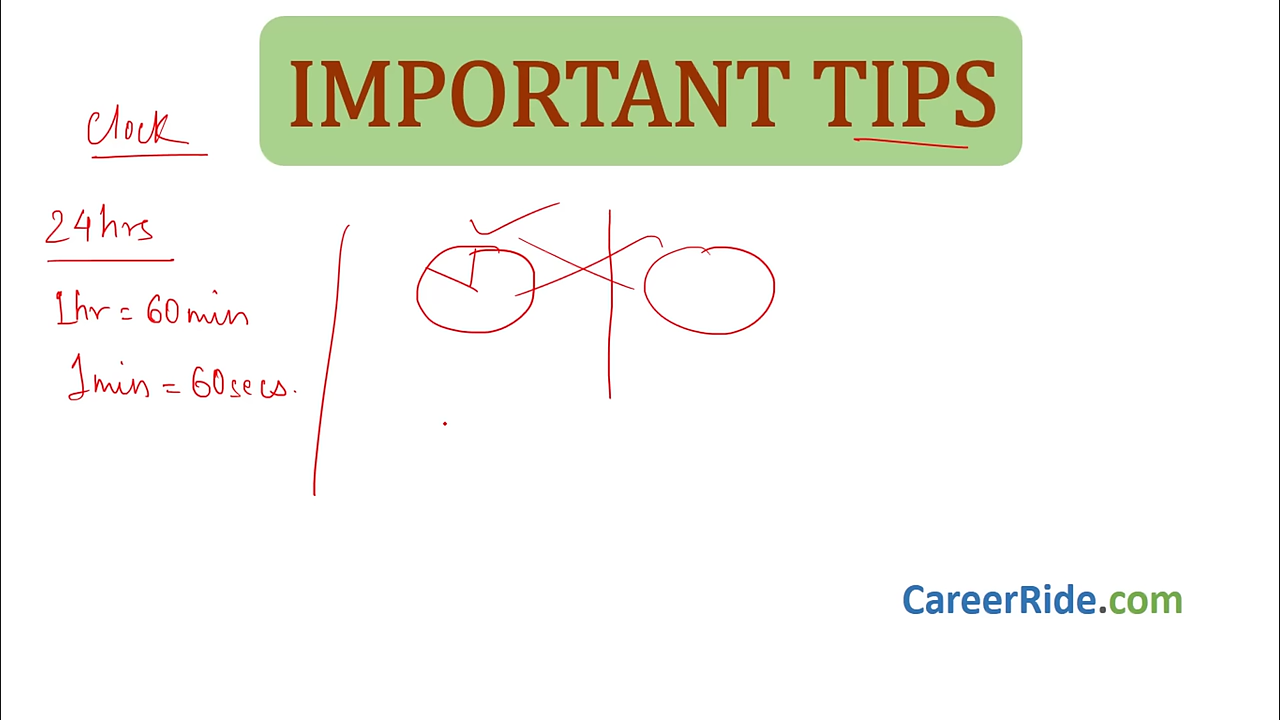 IMPORTANT TIPS
Clock
24hrs
1hr = 60min
1min = 60secs.
CareerRide.com